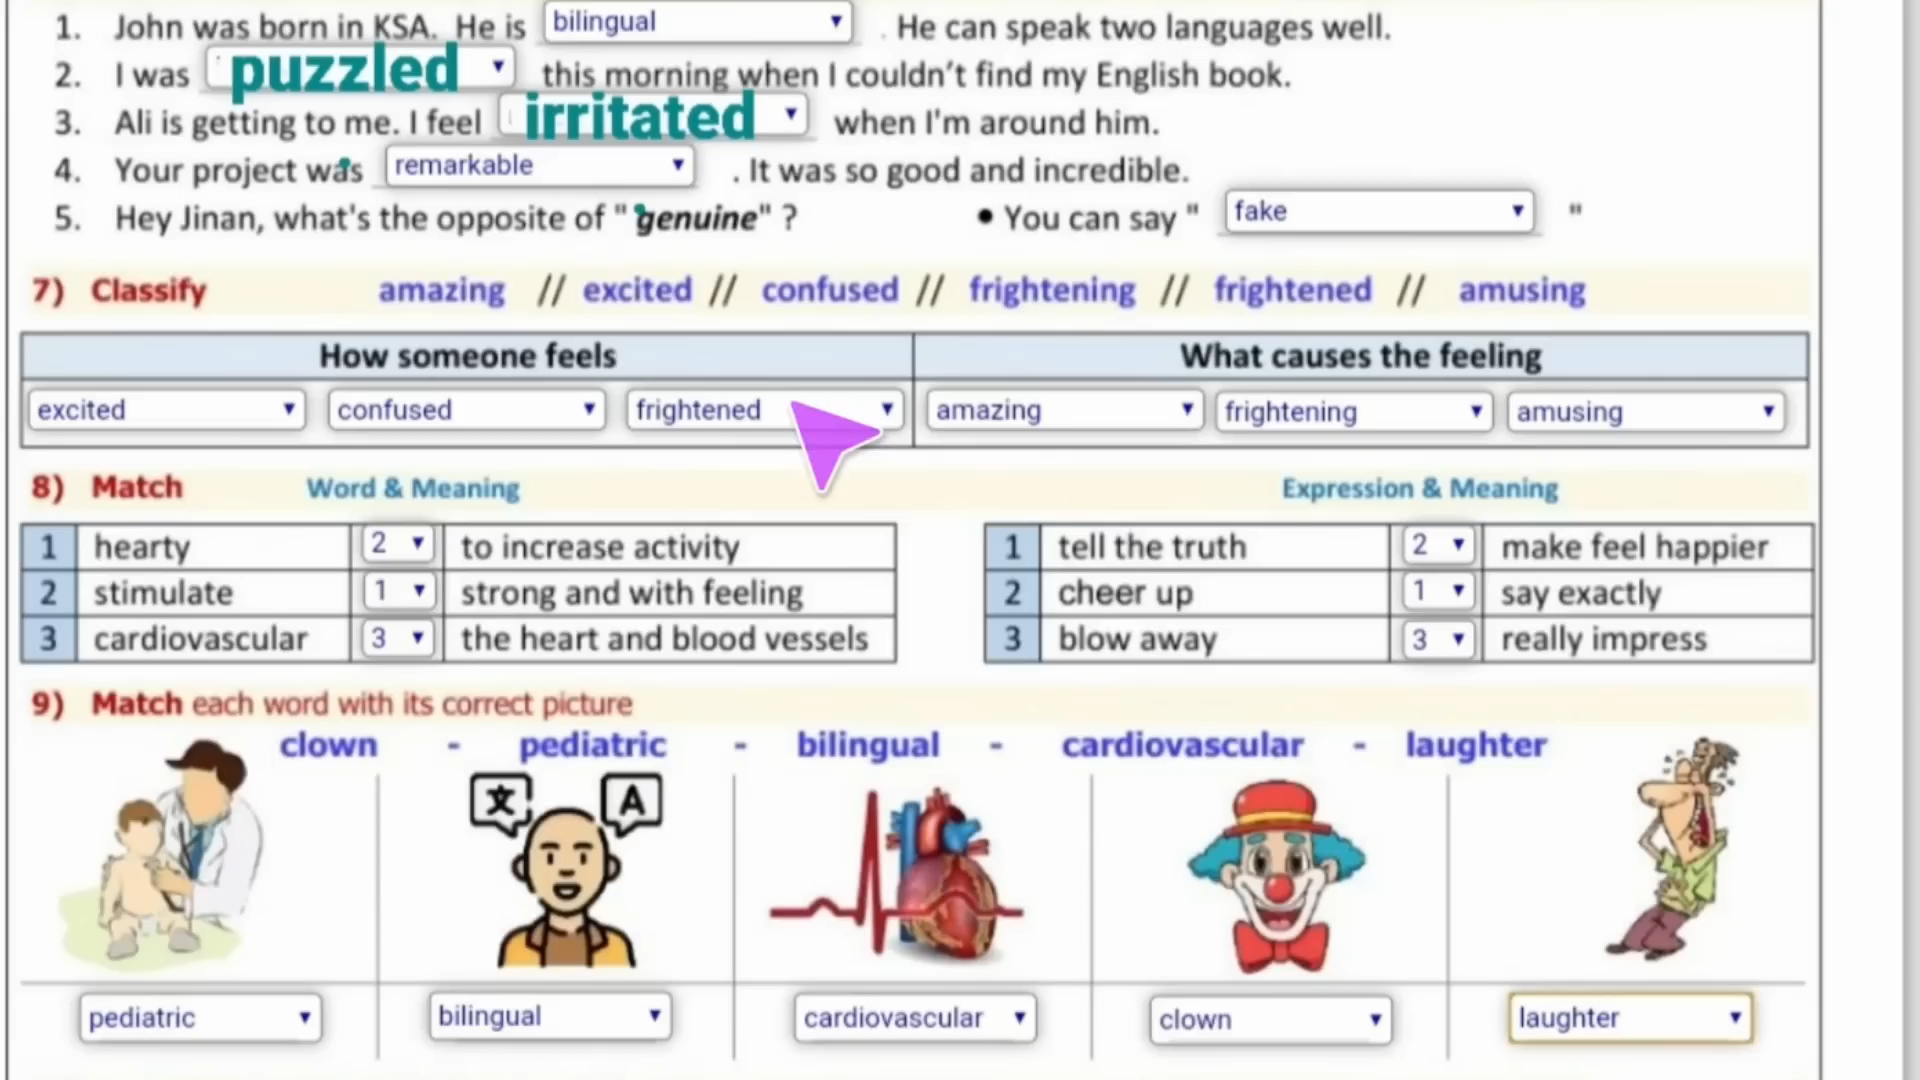 1. John was born in KSA. He is bilingual . He can speak two languages well.
2. I was puzzled this morning when I couldn't find my English book.
3. Ali is getting to me. I feel irritated when I'm around him.
4. Your project was remarkable . It was so good and incredible.
5. Hey Jinan, what's the opposite of "genuine" ? • You can say " fake "
7) Classify amazing // excited // confused // frightening // frightened // amusing
How someone feels What causes the feeling
excited confused frightened amazing frightening amusing
8) Match Word & Meaning Expression & Meaning
1 hearty 2 to increase activity 1 tell the truth 2 make feel happier
2 stimulate 1 strong and with feeling 2 cheer up 1 say exactly
3 cardiovascular 3 the heart and blood vessels 3 blow away 3 really impress
9) Match each word with its correct picture
clown - pediatric - bilingual - cardiovascular - laughter
文 A
pediatric bilingual cardiovascular clown laughter